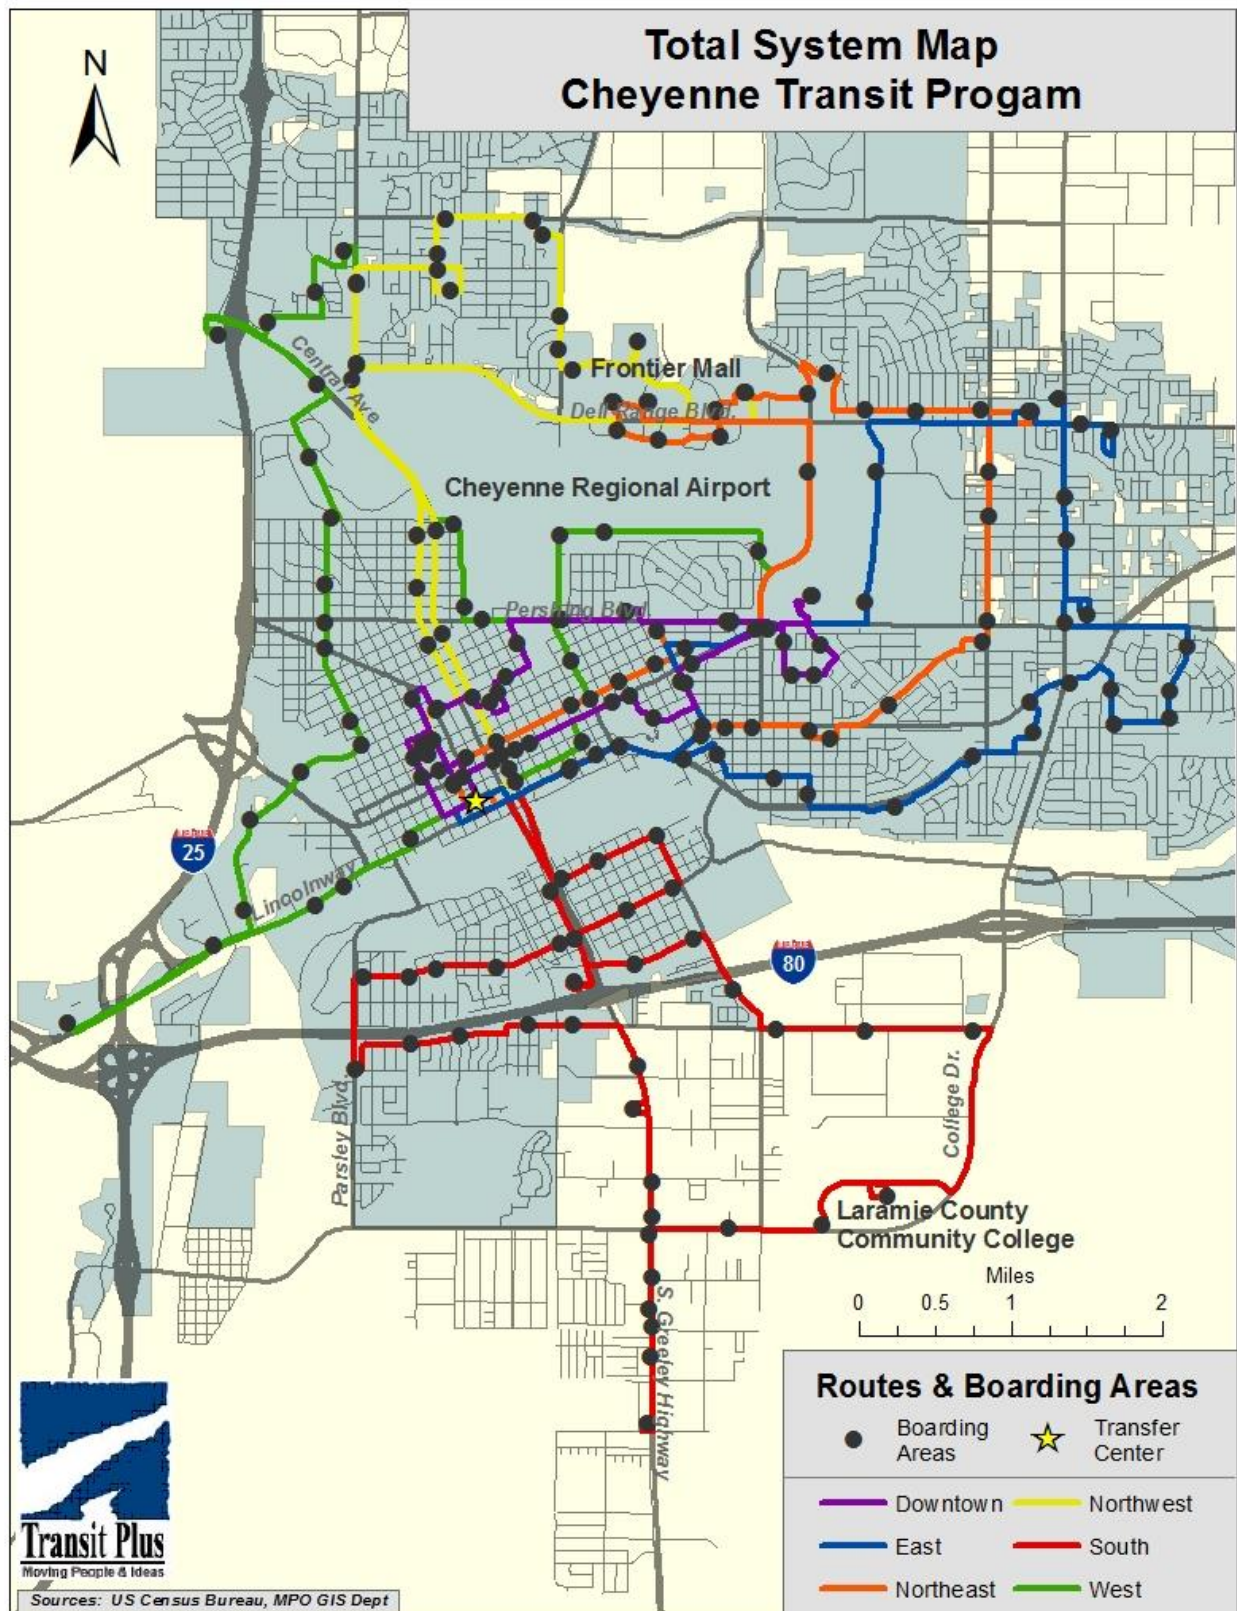 Total System Map
Cheyenne Transit Progam
N
Central Ave
Frontier Mall
Dell Range Blvd.
Cheyenne Regional Airport
Pershing Blvd.
25
Lincolnway
80
Parsley Blvd.
College Dr.
Laramie County
Community College
Miles
0 0.5 1 2
S. Greeley Highway
Routes & Boarding Areas
Boarding
Areas
Transfer
Center
Downtown
Northwest
East
South
Northeast
West
Transit Plus
Moving People & Ideas
Sources: US Census Bureau, MPO GIS Dept